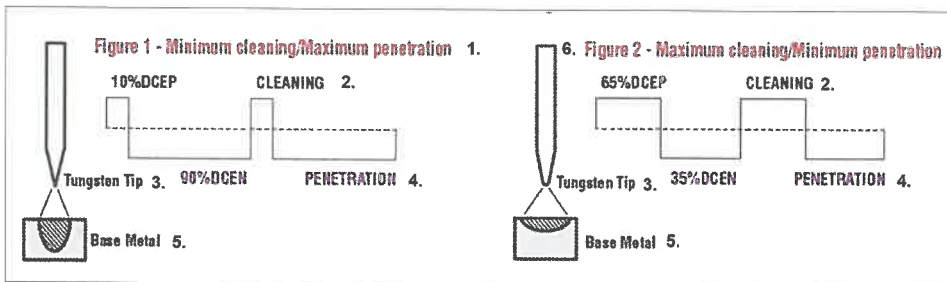 Figure 1 - Minimum cleaning/Maximum penetration 1.
10%DCEP CLEANING 2.
Tungsten Tip 3. 90%DCEN PENETRATION 4.
Base Metal 5.
6. Figure 2 - Maximum cleaning/Minimum penetration
65%DCEP CLEANING 2.
Tungsten Tip 3. 35%DCEN PENETRATION 4.
Base Metal 5.